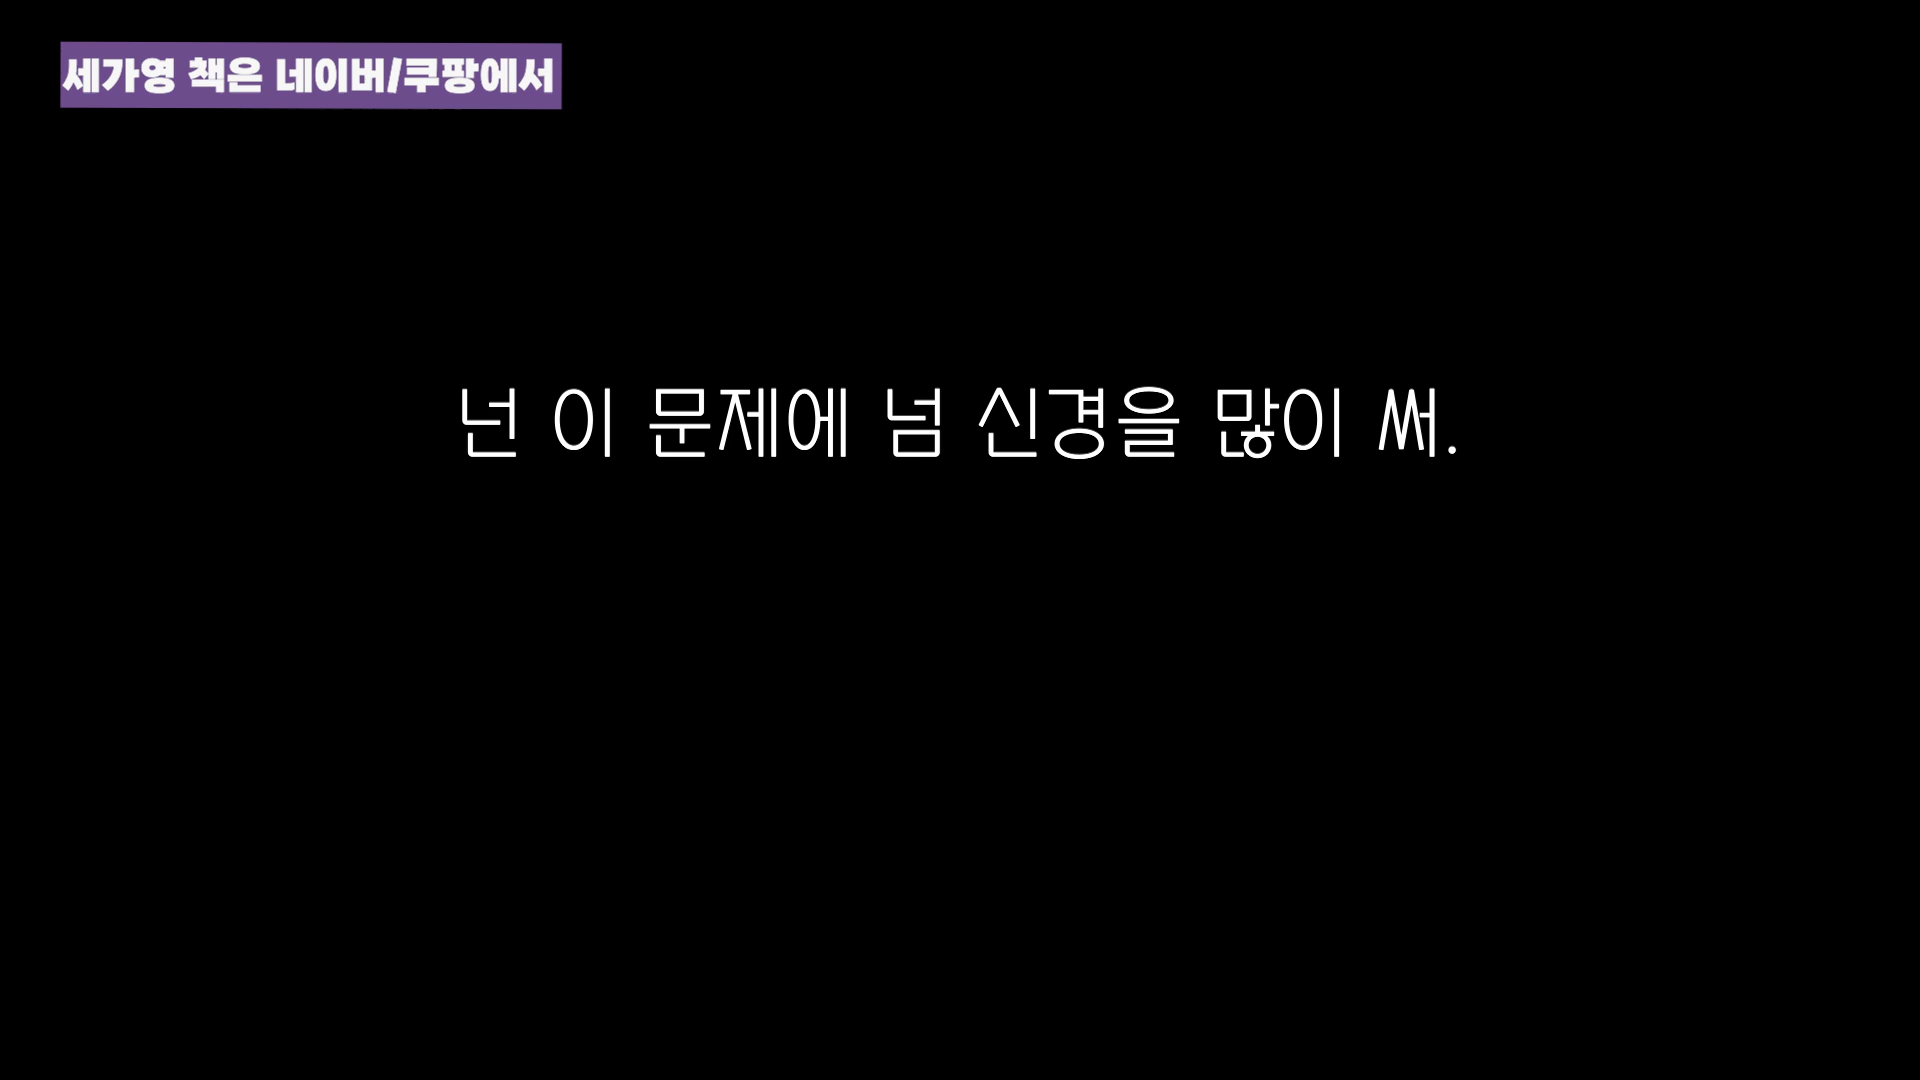 세가영 책은 네이버/쿠팡에서
넌 이 문제에 넘 신경을 많이 써.